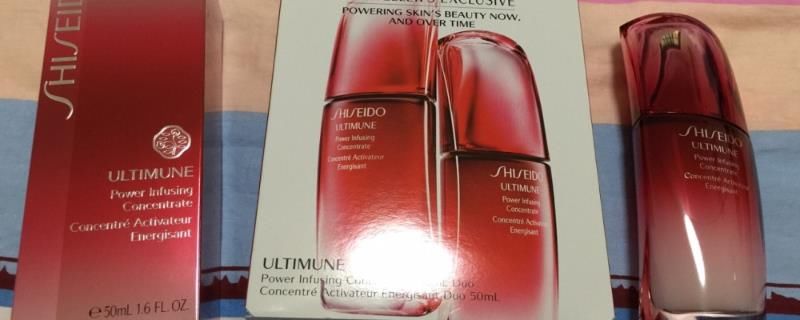 SHISEIDO
ULTIMUNE
Power Infusing
Concentrate
Concentré Activateur
Energisant
e 50mL 1.6 FL. OZ.
EXCLUSIVE
POWERING SKIN'S BEAUTY NOW,
AND OVER TIME
SHISEIDO
ULTIMUNE
Power Infusing
Concentrate
Concentré Activateur
Energisant
SHISEIDO
ULTIMUNE
Power Infusing
Concentrate
Concentré Activateur
Energisant
ULTIMUNE
Power Infusing Duo
Concentré Activateur Energisant Duo 50mL
SHISEIDO
ULTIMUNE
Power Infusing
Concentrate
Concentré Activateur
Energisant